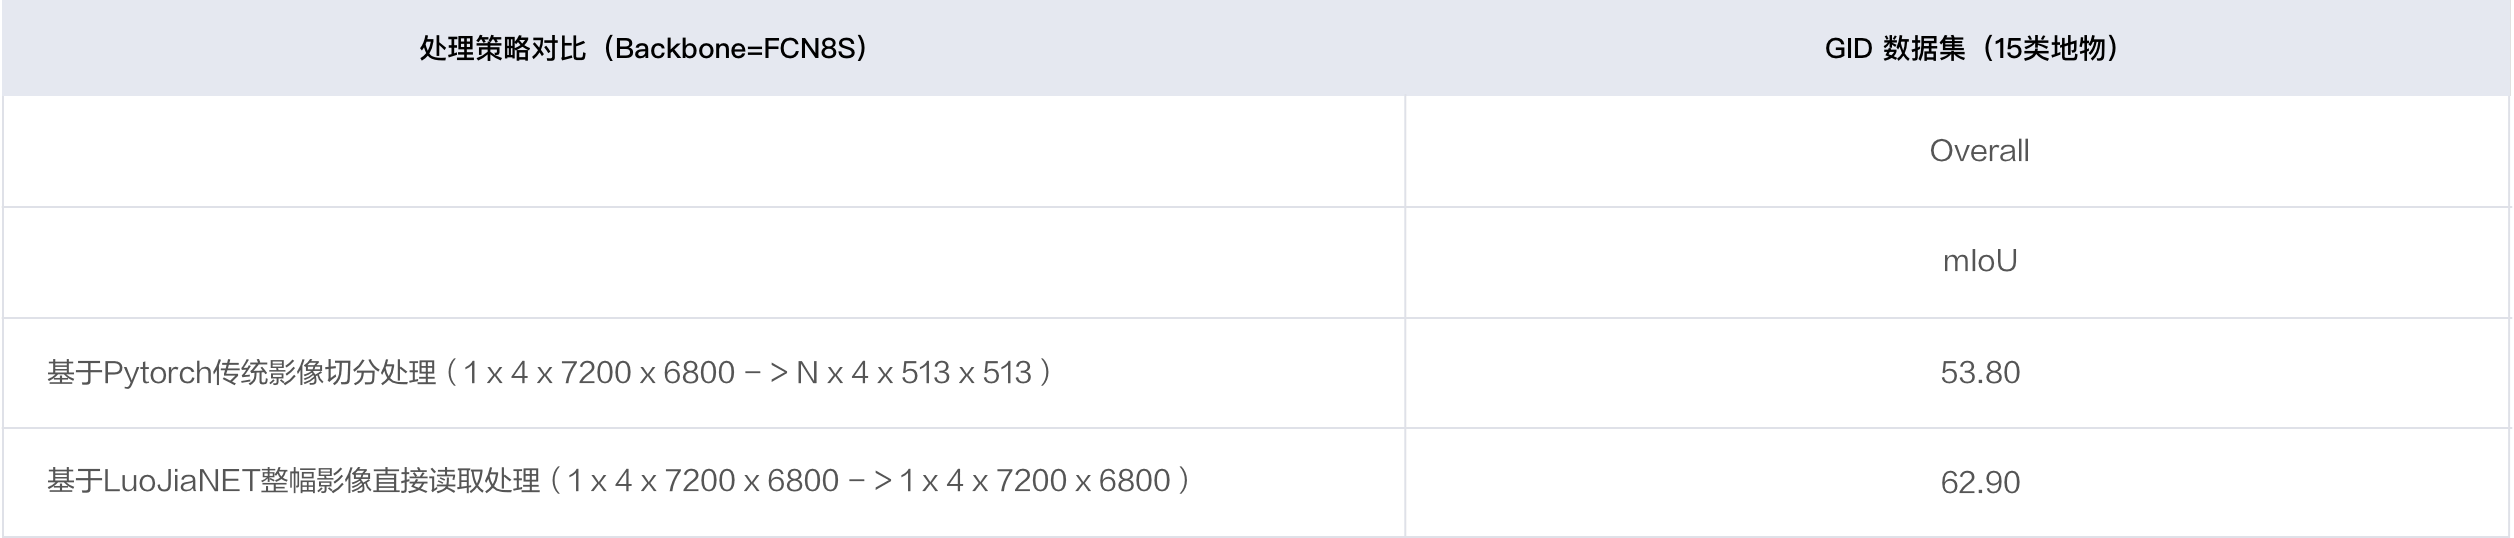 处理策略对比（Backbone=FCN8S）
GID 数据集（15类地物）
Overall
mIoU
基于Pytorch传统影像切分处理（1 x 4 x 7200 x 6800 -> N x 4 x 513 x 513 ）
53.80
基于LuoJiaNET整幅影像直接读取处理（1 x 4 x 7200 x 6800 -> 1 x 4 x 7200 x 6800 ）
62.90